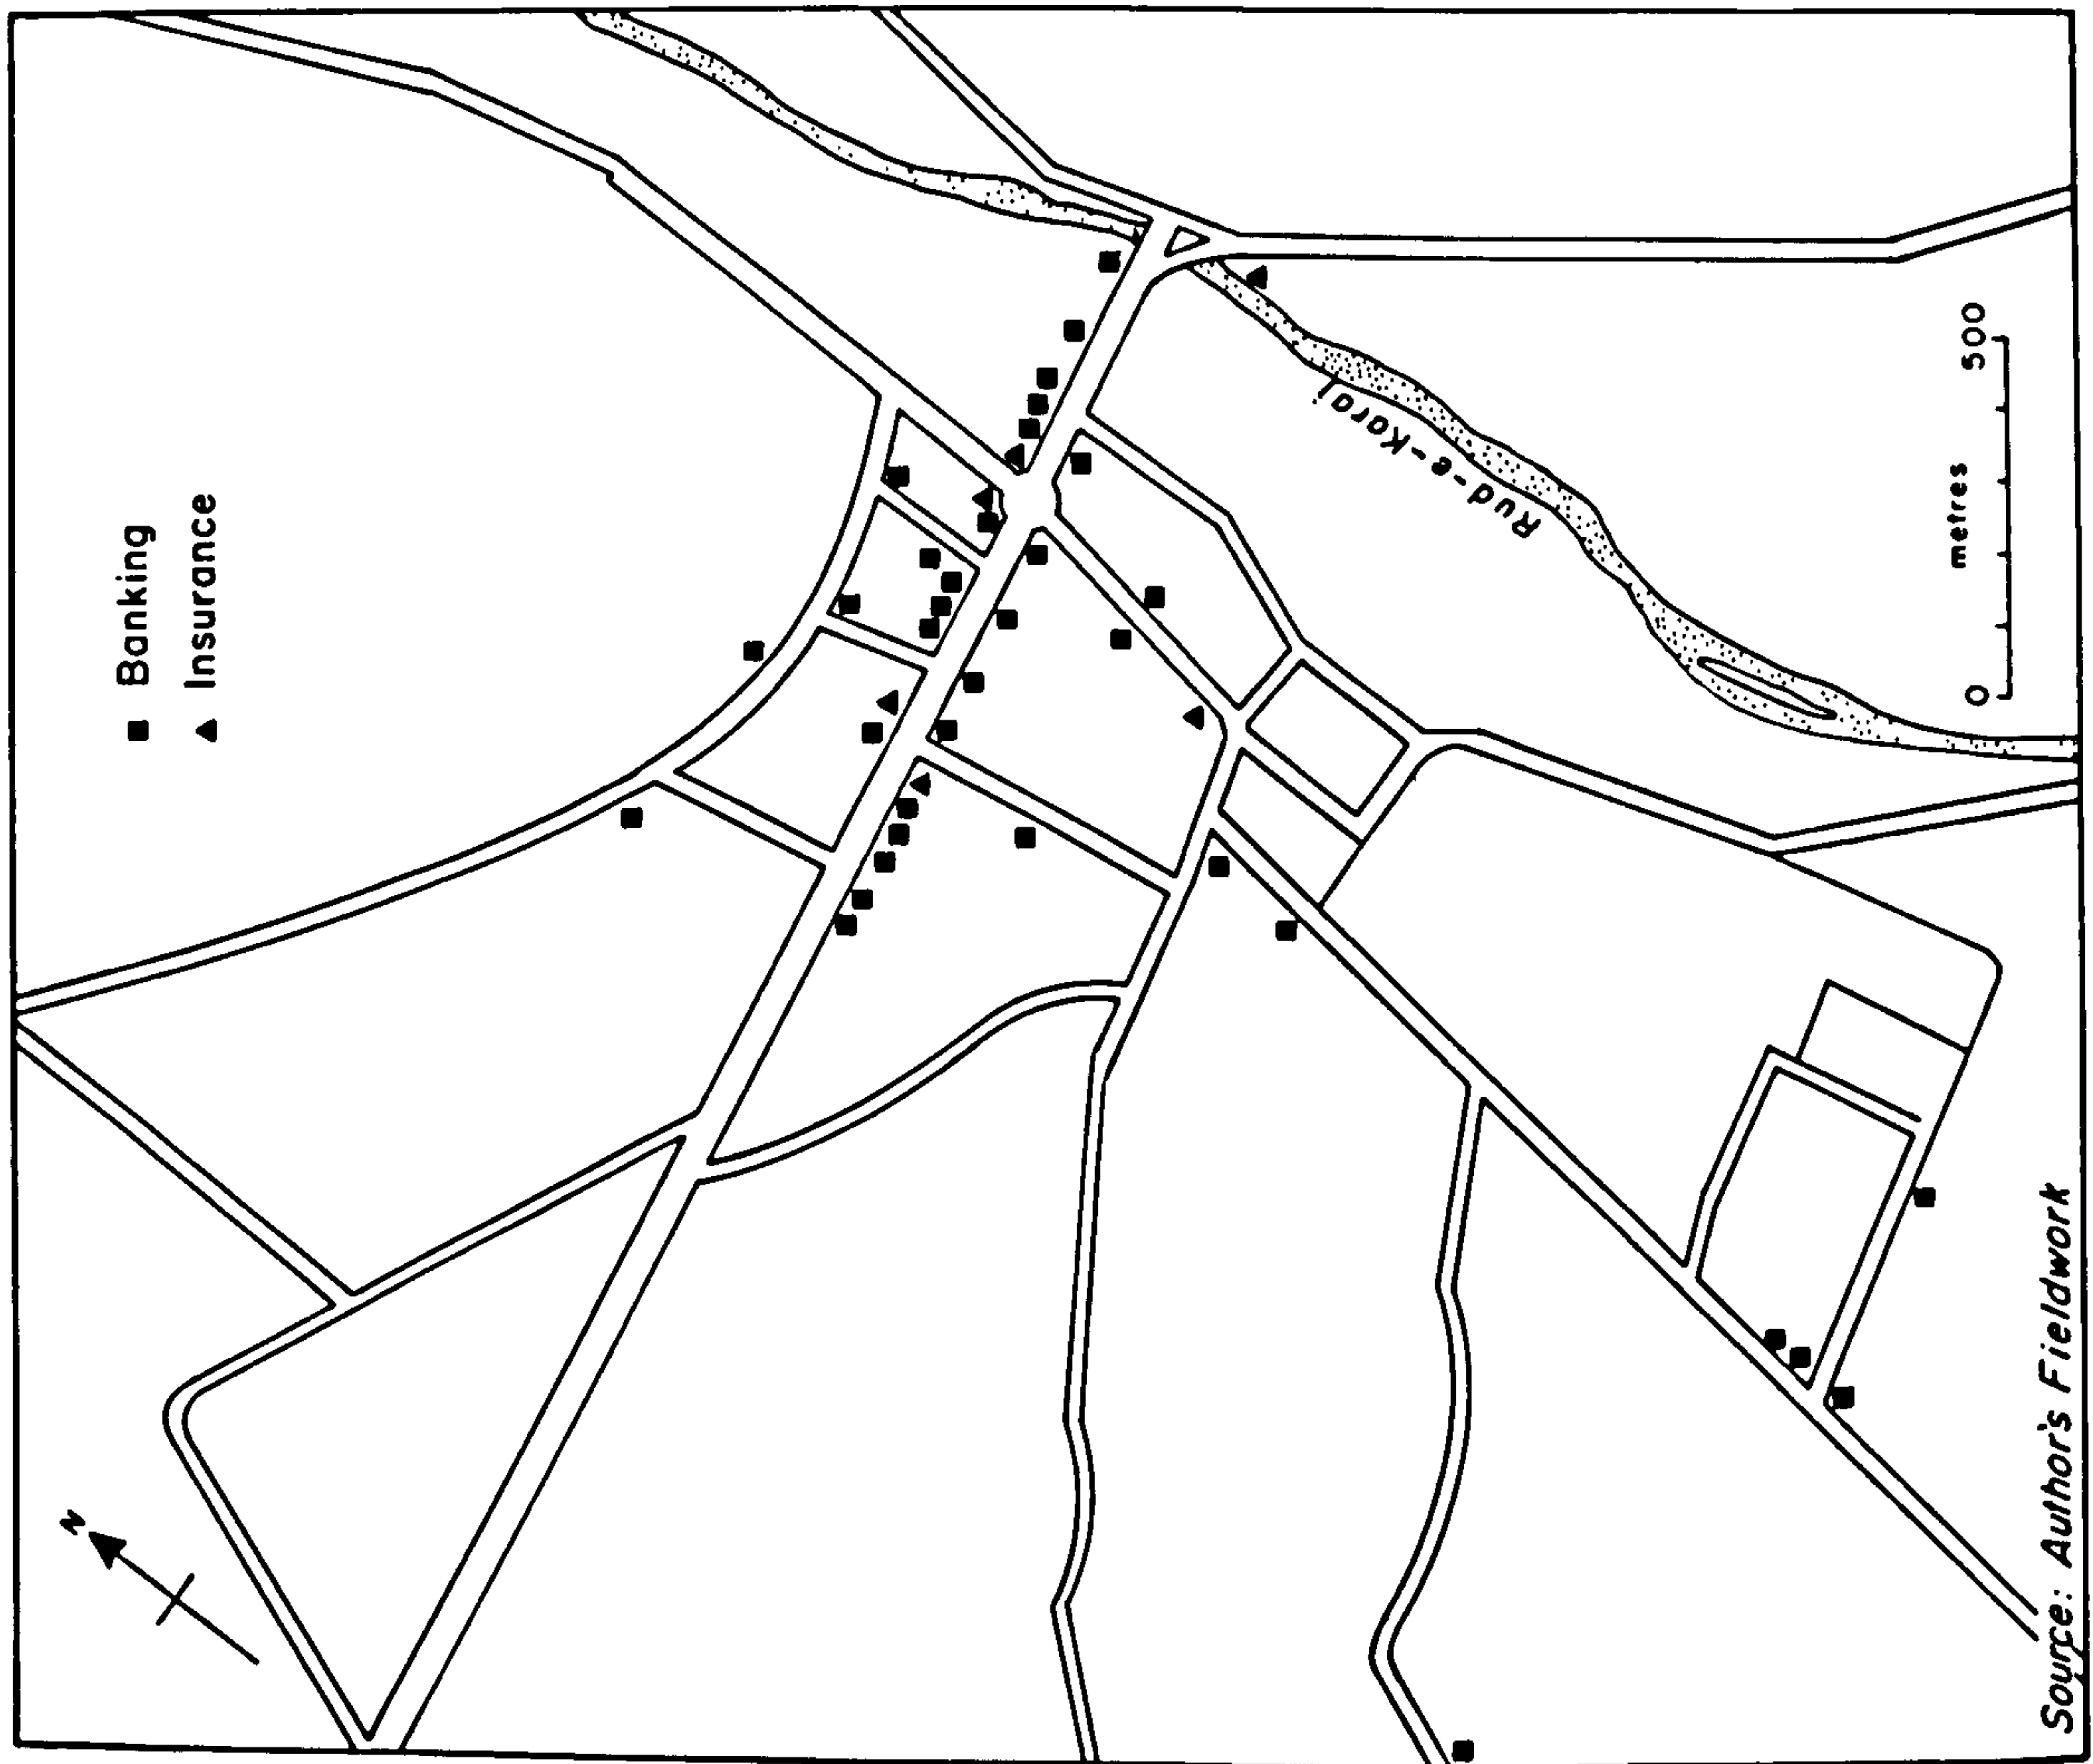 Banking
Insurance
Rud-e-Karaj
N
0 500
metres
Source: Author's Fieldwork